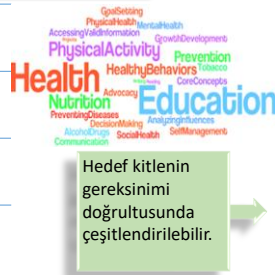 GoalSetting
PhysicalHealth MentalHealth
AccessingValidInformation GrowthDevelopment
PhysicalActivity Prevention
Tobacco
Health HealthyBehaviors
CoreConcepts
Nutrition Advocacy Education
PreventingDiseases AnalyzingInfluences
DecisionMaking
AlcoholDrugs SocialHealth SelfManagement
Communication
Hedef kitlenin
gereksinimi
doğrultusunda
çeşitlendirilebilir.